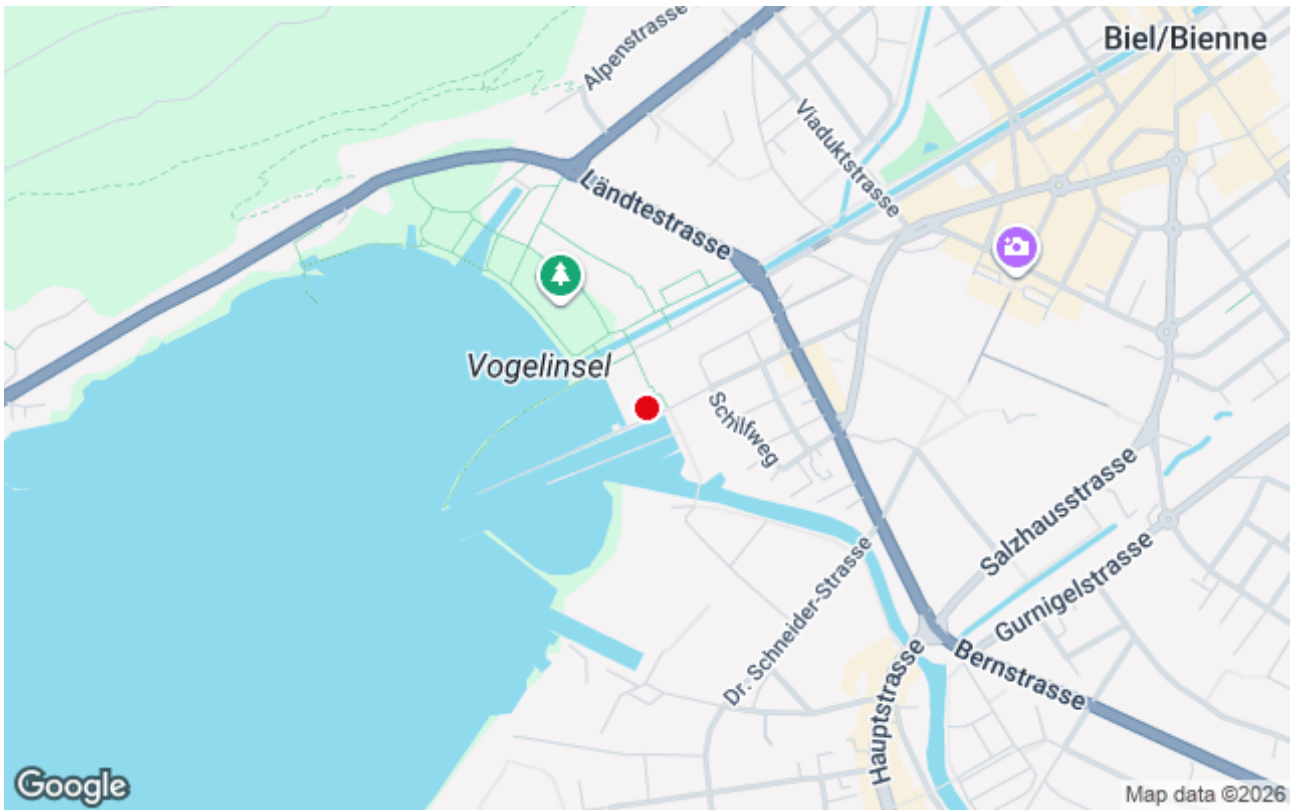 Biel/Bienne
Alpenstrasse
Viaduktstrasse
Ländtestrasse
Vogelinsel
Schilfweg
Salzhausstrasse
Gurnigelstrasse
Dr. Schneider-Strasse
Bernstrasse
Hauptstrasse
Google
Map data ©2026